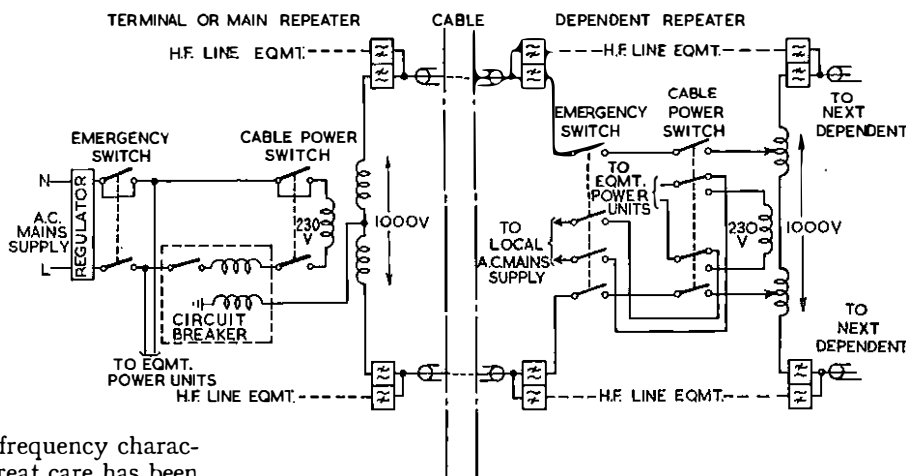 TERMINAL OR MAIN REPEATER
CABLE
DEPENDENT REPEATER
H.F. LINE EQMT.
H.F. LINE EQMT.
EMERGENCY
SWITCH
CABLE POWER
SWITCH
N
REGULATOR
A.C.
MAINS
SUPPLY
L
230
V
1000V
CIRCUIT
BREAKER
TO EQMT.
POWER UNITS
H.F. LINE EQMT.
EMERGENCY
SWITCH
CABLE
POWER
SWITCH
TO
NEXT
DEPENDENT
TO
EQMT.
POWER
UNITS
TO
LOCAL
A.C.MAINS
SUPPLY
230
V
1000V
TO
NEXT
DEPENDENT
H.F. LINE EQMT.
frequency charac-
reat care has been